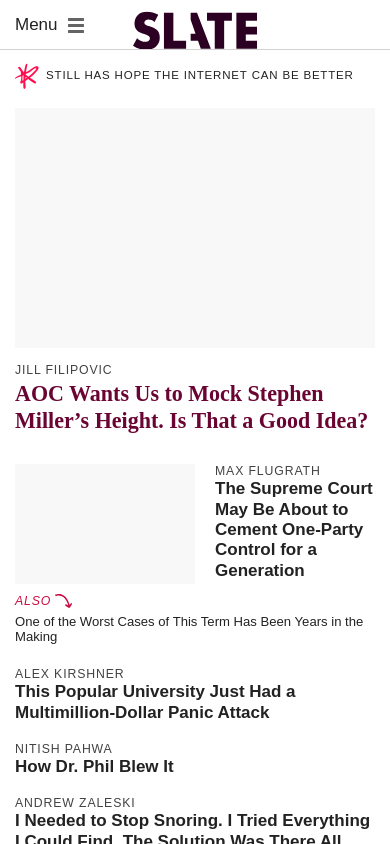 Menu
SLATE
STILL HAS HOPE THE INTERNET CAN BE BETTER
JILL FILIPOVIC
AOC Wants Us to Mock Stephen
Miller’s Height. Is That a Good Idea?
MAX FLUGRATH
The Supreme Court
May Be About to
Cement One-Party
Control for a
Generation
ALSO
One of the Worst Cases of This Term Has Been Years in the
Making
ALEX KIRSHNER
This Popular University Just Had a
Multimillion-Dollar Panic Attack
NITISH PAHWA
How Dr. Phil Blew It
ANDREW ZALESKI
I Needed to Stop Snoring. I Tried Everything
I Could Find. The Solution Was There All